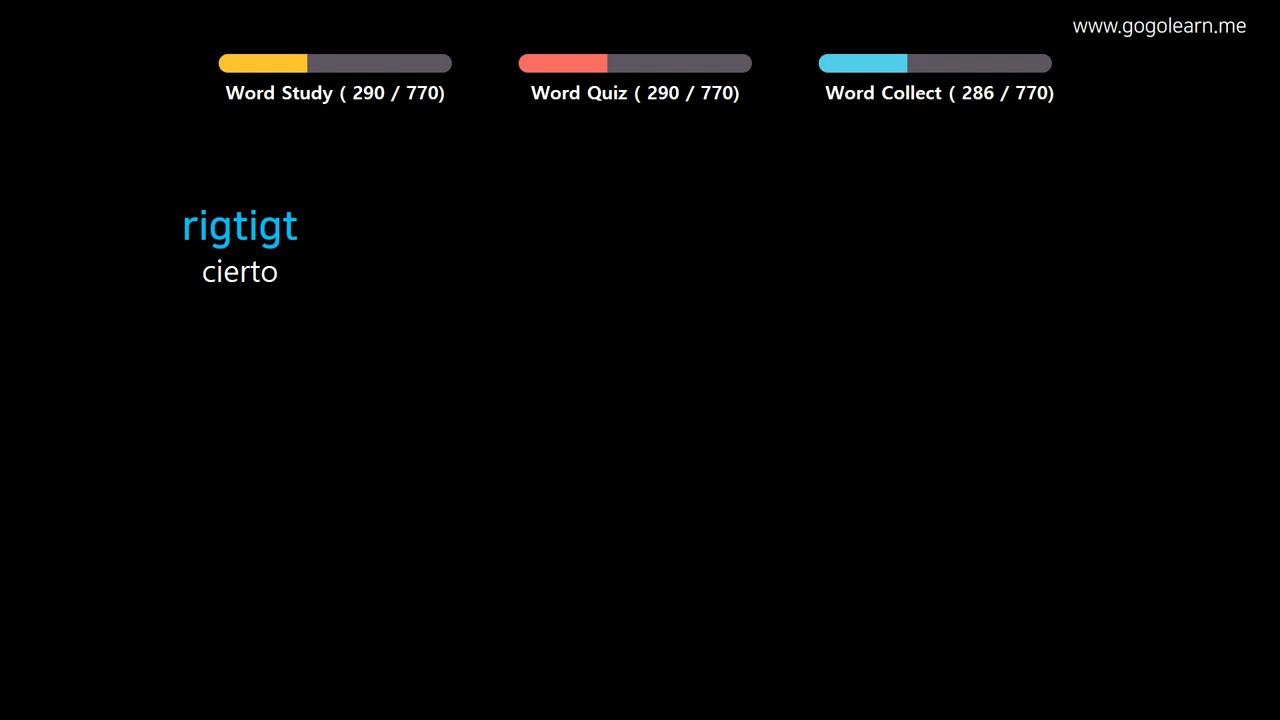 www.gogolearn.me
Word Study ( 290 / 770)
Word Quiz ( 290 / 770)
Word Collect ( 286 / 770)
rigtigt
cierto